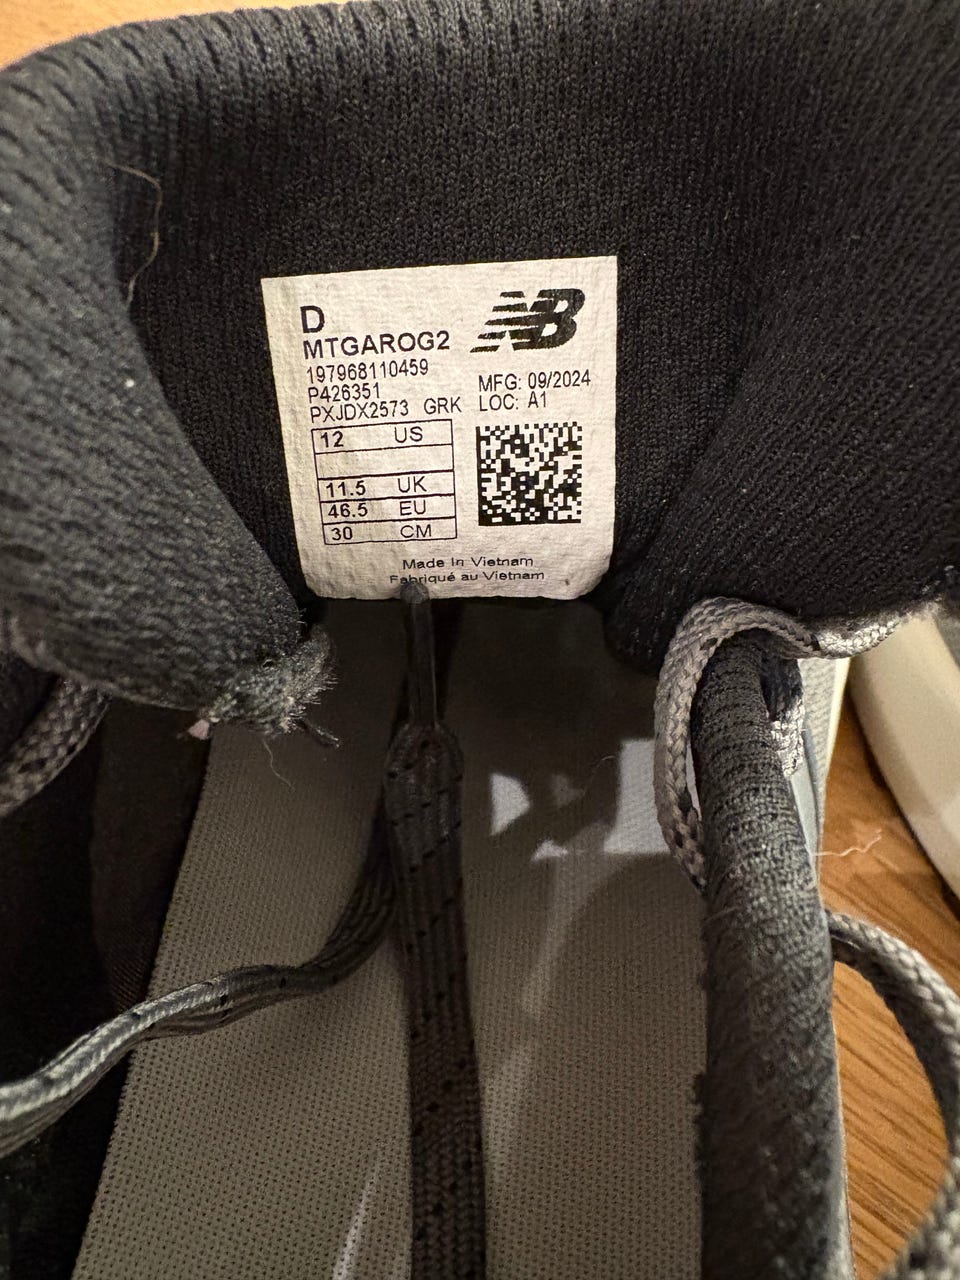 D
MTGAROG2
197968110459
P426351
PXJDX2573 GRK
NB
MFG: 09/2024
LOC: A1
12 US
11.5 UK
46.5 EU
30 CM
Made In Vietnam
Fabriqué au Vietnam